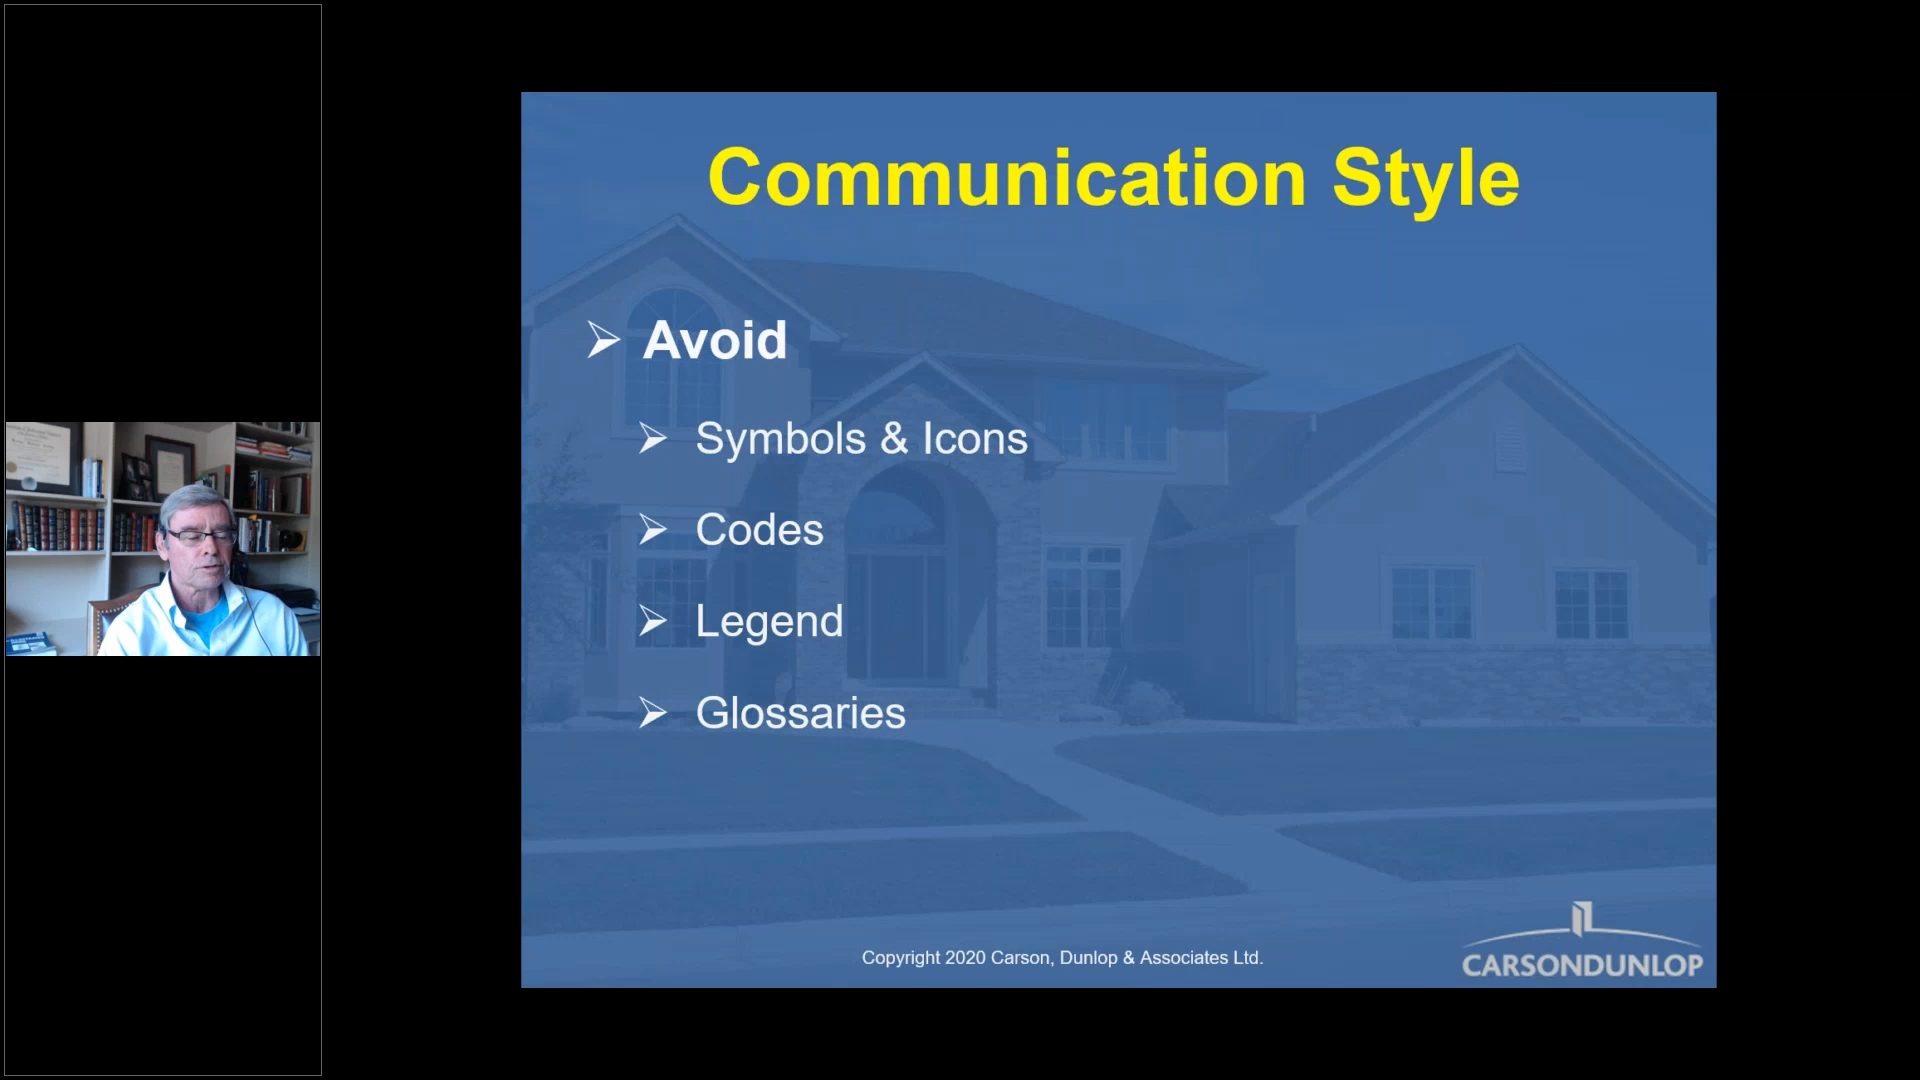 Communication Style
Avoid
Symbols & Icons
Codes
Legend
Glossaries
Copyright 2020 Carson, Dunlop & Associates Ltd.
CARSONDUNLOP